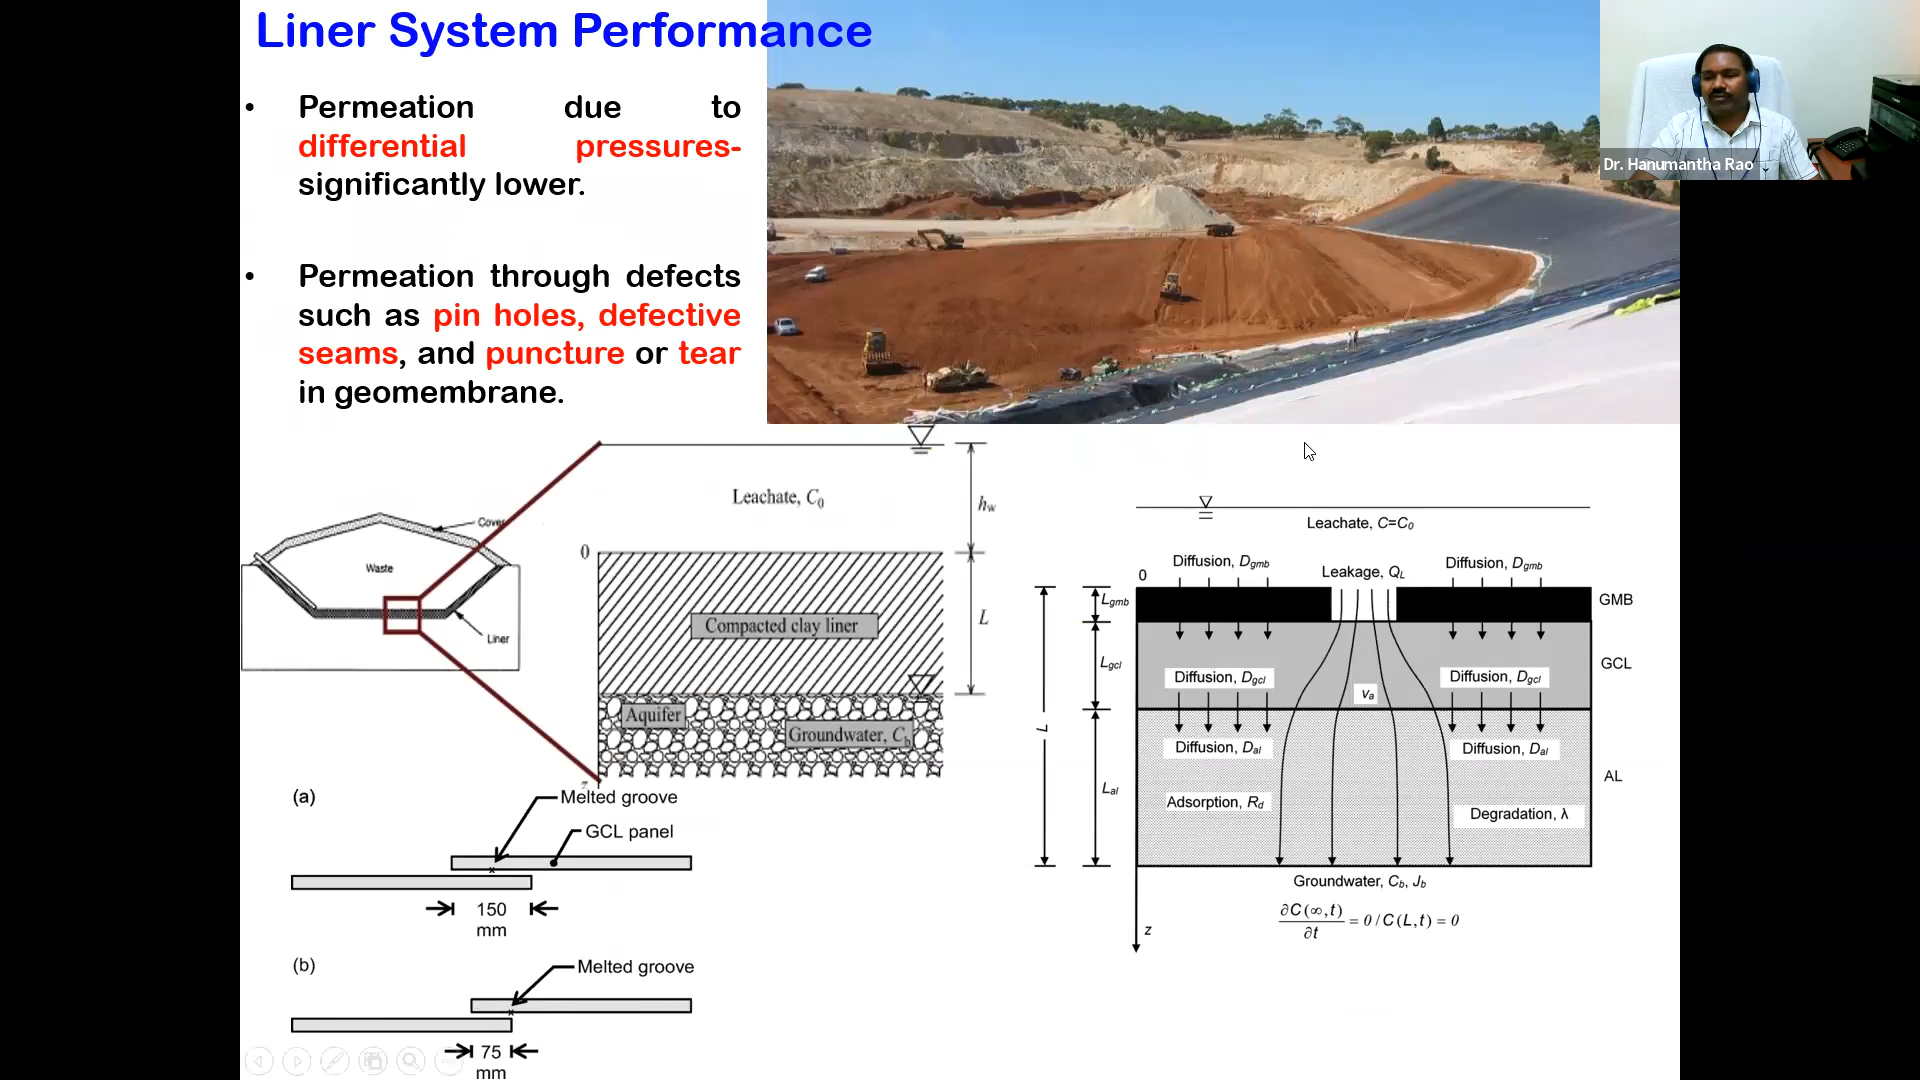 Liner System Performance
• Permeation due to
differential pressures-
significantly lower.
• Permeation through defects
such as pin holes, defective
seams, and puncture or tear
in geomembrane.
Dr. Hanumantha Rao
Cover
Waste
Liner
Leachate, C0
hw
0
Compacted clay liner
L
Aquifer
Groundwater, Cb
z
(a)
Melted groove
GCL panel
150
mm
(b)
Melted groove
75
mm
Leachate, C=Co
Diffusion, Dgmb
Leakage, QL
Diffusion, Dgmb
0
Lgmb
GMB
Lgcl
GCL
Diffusion, Dgcl
va
Diffusion, Dgcl
L
Diffusion, Dal
Diffusion, Dal
Lal
AL
Adsorption, Rd
Degradation, λ
Groundwater, Cb, Jb
∂C(∞,t)/∂t = 0 / C(L,t) = 0
z